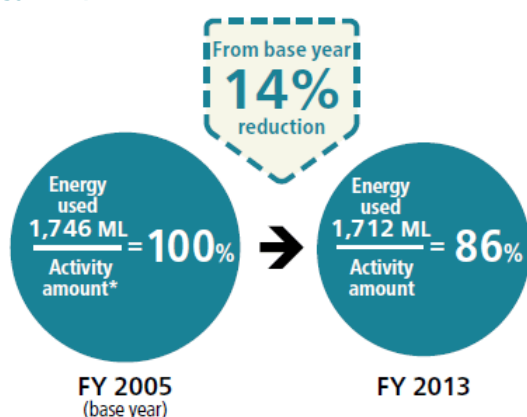 From base year
14%
reduction
Energy
used
1,746 ML
Activity
amount*
= 100%
Energy
used
1,712 ML
Activity
amount
= 86%
FY 2005
(base year)
FY 2013